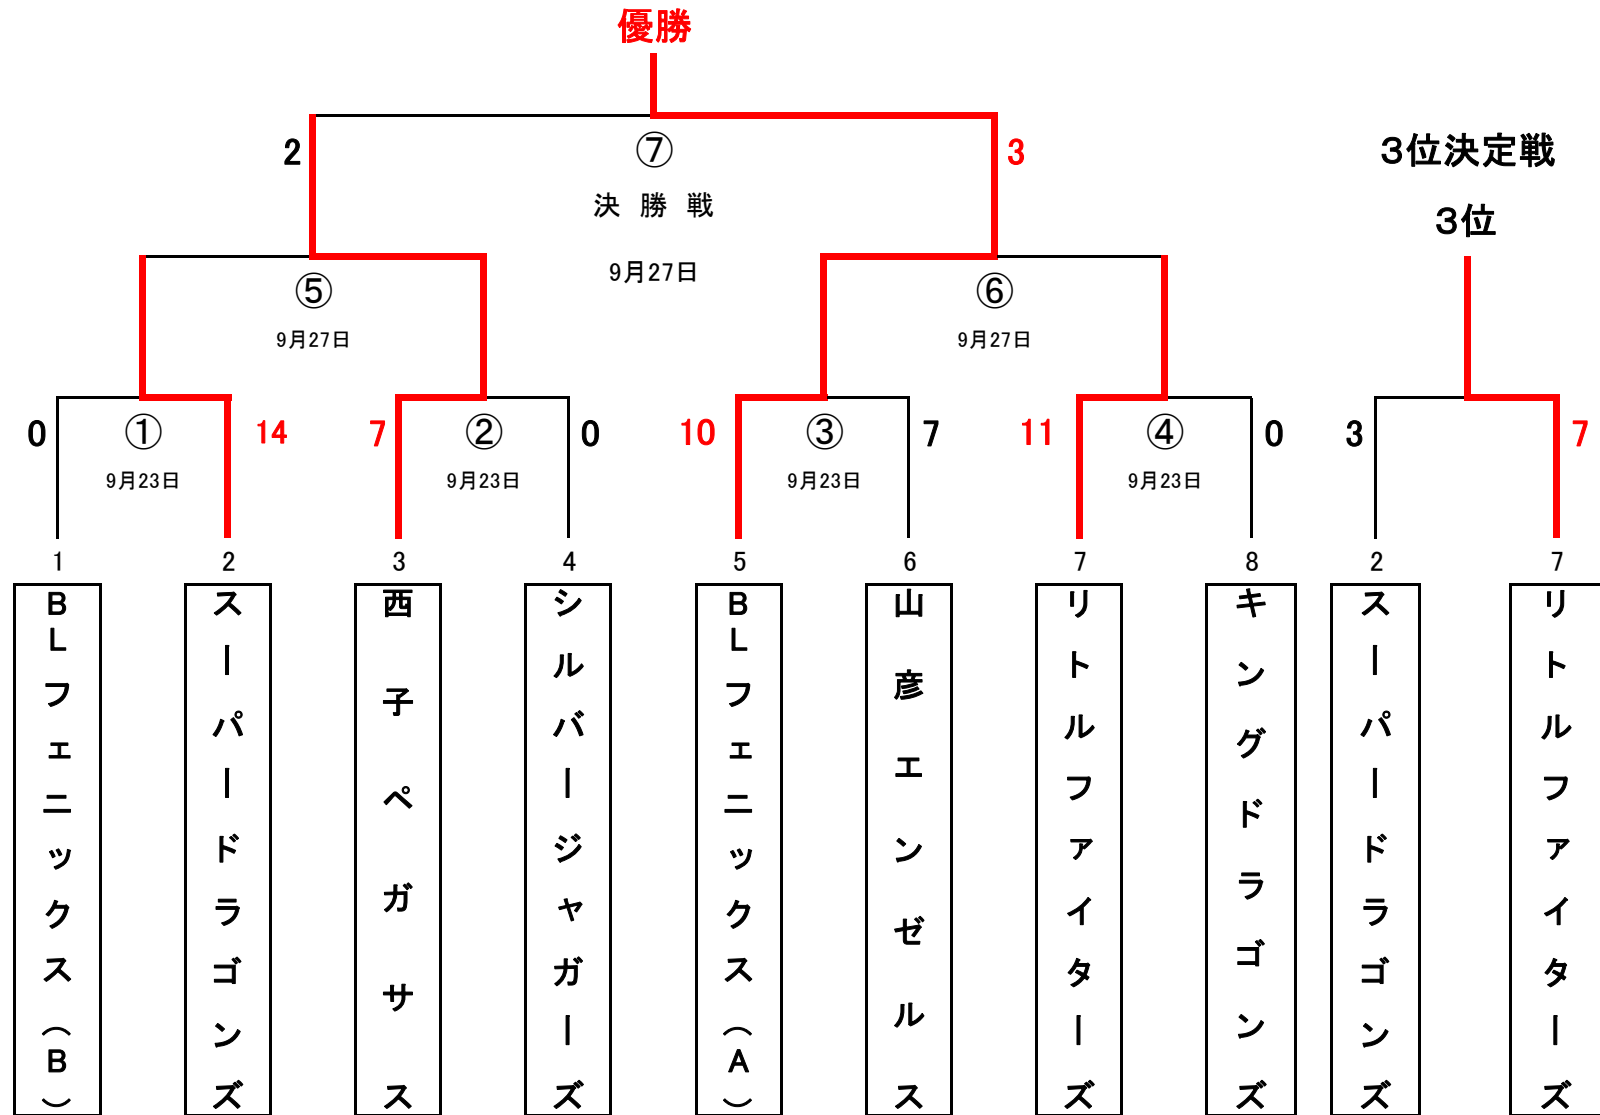 優勝
2
⑦
3
決 勝 戦
9月27日
3位決定戦
3位
⑤
9月27日
⑥
9月27日
0
①
14
7
②
0
10
③
7
11
④
0
3
7
9月23日
9月23日
9月23日
9月23日
1
2
3
4
5
6
7
8
2
7
BLフェニックス(B)
スーパードラゴンズ
西子ペガサス
シルバージャガーズ
BLフェニックス(A)
山彦エンゼルス
リトルファイターズ
キングドラゴンズ
スーパードラゴンズ
リトルファイターズ